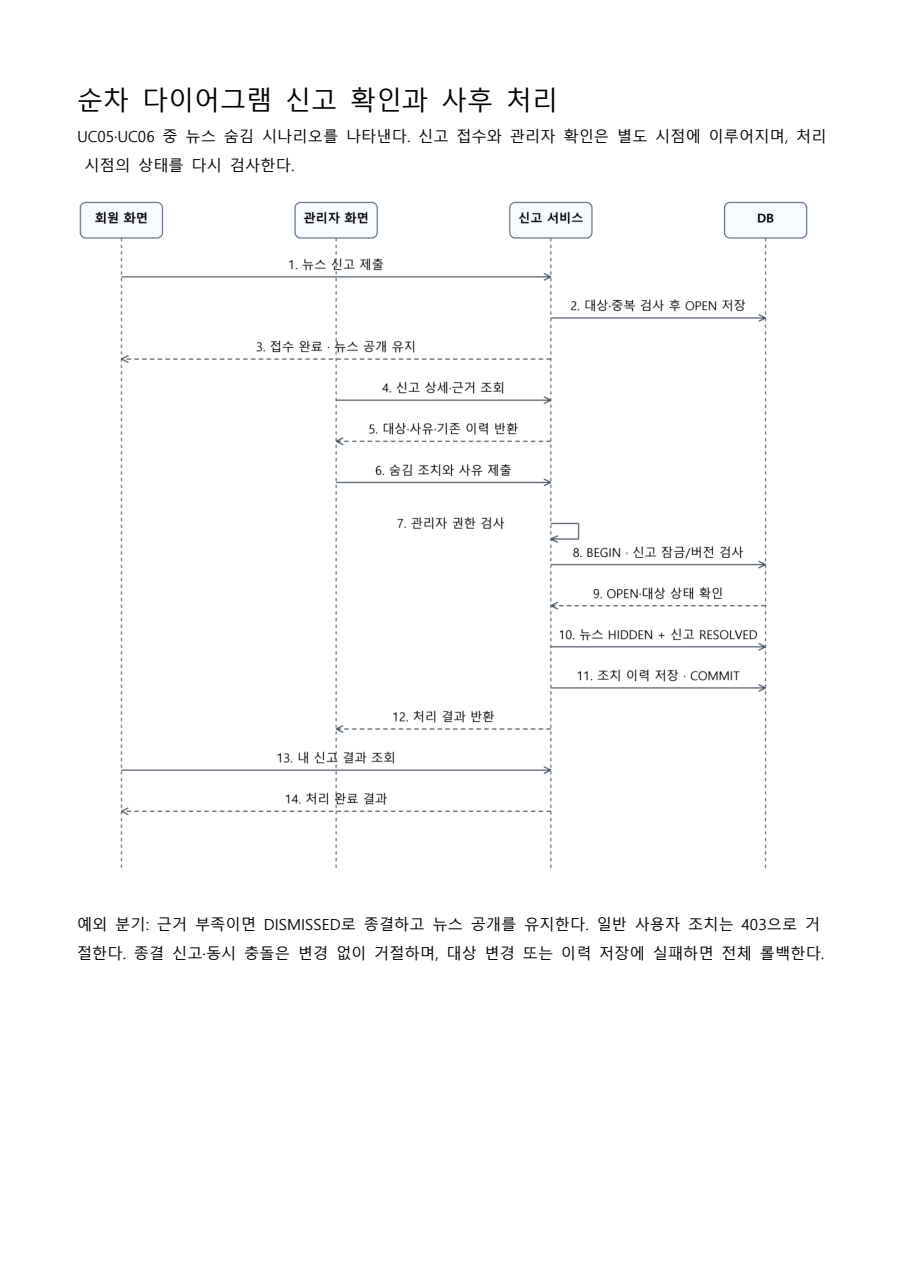 순차 다이어그램 신고 확인과 사후 처리
UC05·UC06 중 뉴스 숨김 시나리오를 나타낸다. 신고 접수와 관리자 확인은 별도 시점에 이루어지며, 처리
시점의 상태를 다시 검사한다.
회원 화면
관리자 화면
신고 서비스
DB
1. 뉴스 신고 제출
2. 대상·중복 검사 후 OPEN 저장
3. 접수 완료 · 뉴스 공개 유지
4. 신고 상세·근거 조회
5. 대상·사유·기존 이력 반환
6. 숨김 조치와 사유 제출
7. 관리자 권한 검사
8. BEGIN · 신고 잠금/버전 검사
9. OPEN·대상 상태 확인
10. 뉴스 HIDDEN + 신고 RESOLVED
11. 조치 이력 저장 · COMMIT
12. 처리 결과 반환
13. 내 신고 결과 조회
14. 처리 완료 결과
예외 분기: 근거 부족이면 DISMISSED로 종결하고 뉴스 공개를 유지한다. 일반 사용자 조치는 403으로 거
절한다. 종결 신고·동시 충돌은 변경 없이 거절하며, 대상 변경 또는 이력 저장에 실패하면 전체 롤백한다.